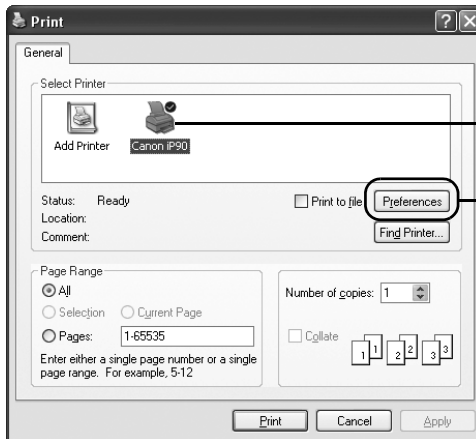 Print
General
Select Printer
Add Printer
Canon iP90
Status: Ready
Location:
Comment:
Print to file
Preferences
Find Printer...
Page Range
All
Selection
Current Page
Pages: 1-65535
Enter either a single page number or a single
page range. For example, 5-12
Number of copies: 1
Collate
1 1 2 2 3 3
Print
Cancel
Apply